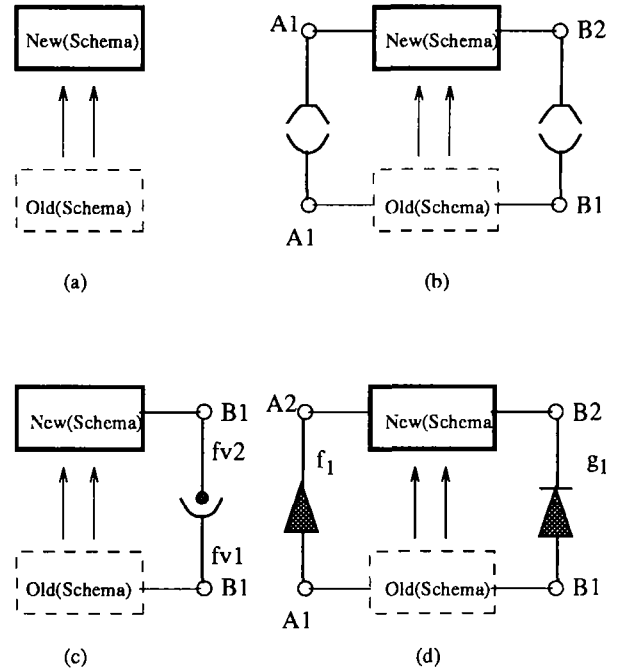 New(Schema)
Old(Schema)
(a)
A1
New(Schema)
B2
Old(Schema)
B1
A1
(b)
New(Schema)
B1
fv2
fv1
Old(Schema)
B1
(c)
A2
New(Schema)
B2
f1
g1
Old(Schema)
B1
A1
(d)